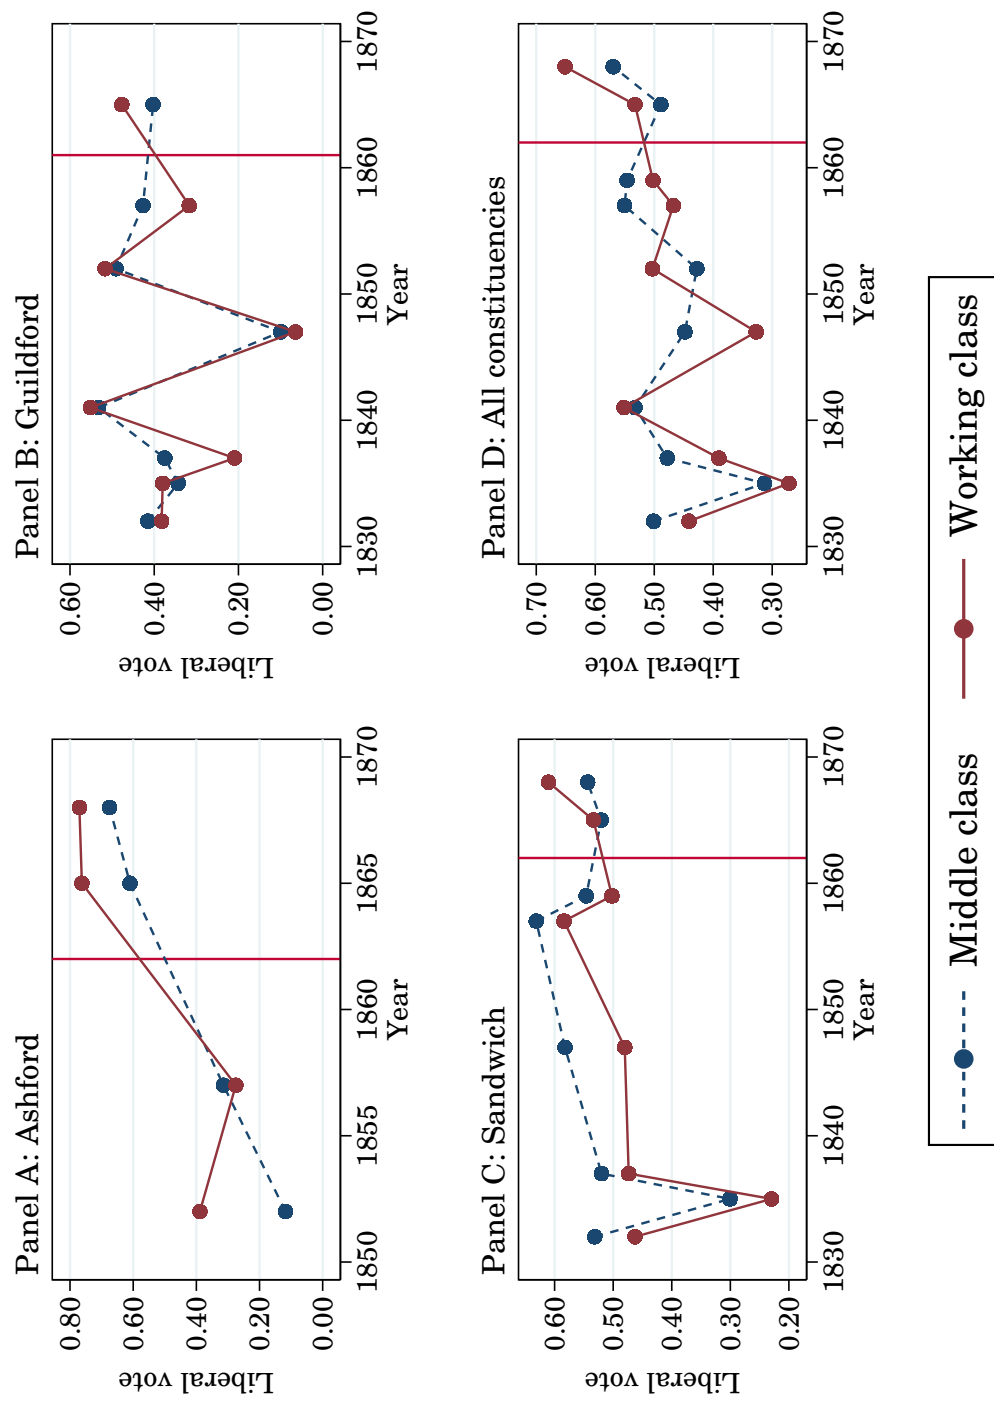 Panel A: Ashford
Liberal vote
0.80
0.60
0.40
0.20
0.00
1850
1855
1860
1865
1870
Year
Panel B: Guildford
Liberal vote
0.60
0.40
0.20
0.00
1830
1840
1850
1860
1870
Year
Panel C: Sandwich
Liberal vote
0.60
0.50
0.40
0.30
0.20
1830
1840
1850
1860
1870
Year
Panel D: All constituencies
Liberal vote
0.70
0.60
0.50
0.40
0.30
1830
1840
1850
1860
1870
Year
Middle class
Working class